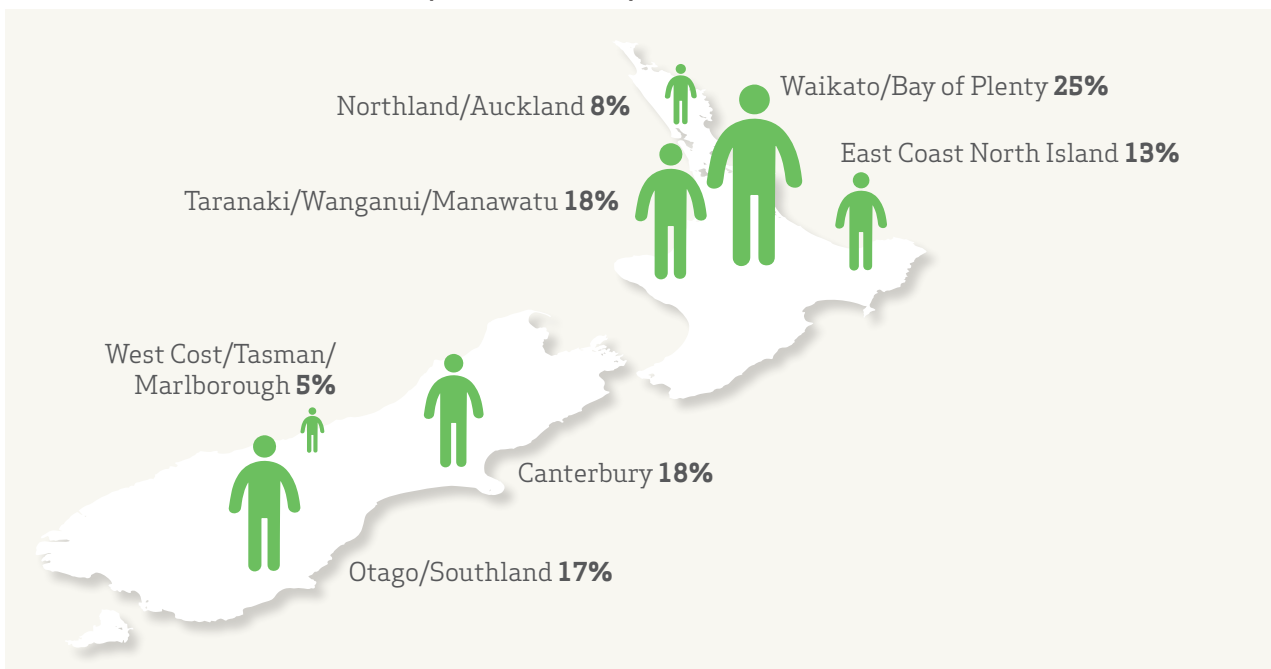 Waikato/Bay of Plenty 25%
Northland/Auckland 8%
East Coast North Island 13%
Taranaki/Wanganui/Manawatu 18%
West Cost/Tasman/
Marlborough 5%
Canterbury 18%
Otago/Southland 17%